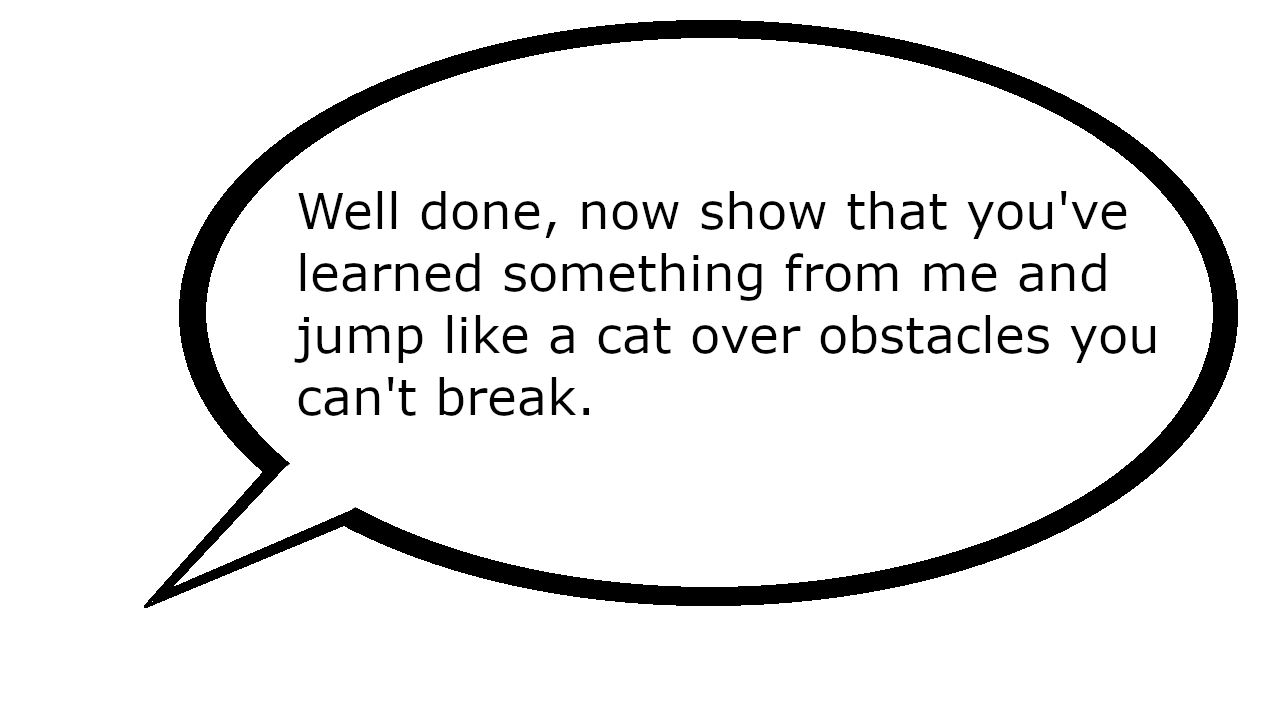 Well done, now show that you've
learned something from me and
jump like a cat over obstacles you
can't break.